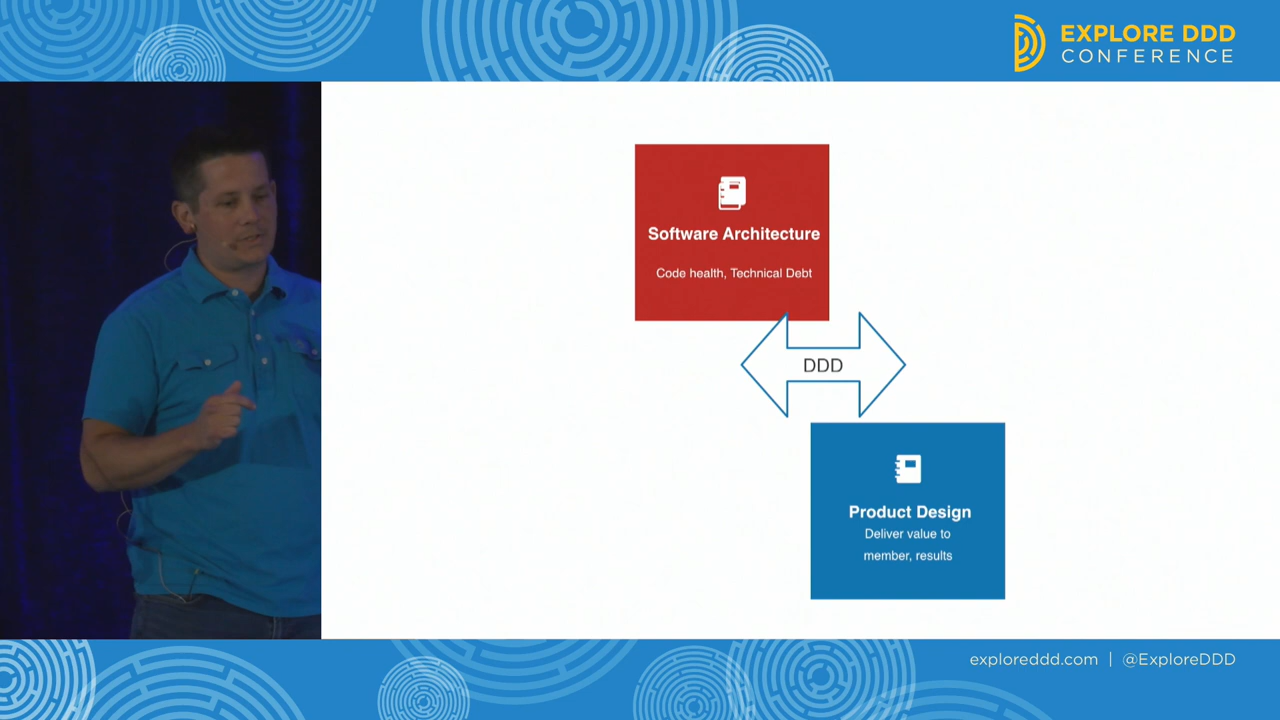 EXPLORE DDD
CONFERENCE
Software Architecture
Code health, Technical Debt
DDD
Product Design
Deliver value to
member, results
exploreddd.com | @ExploreDDD